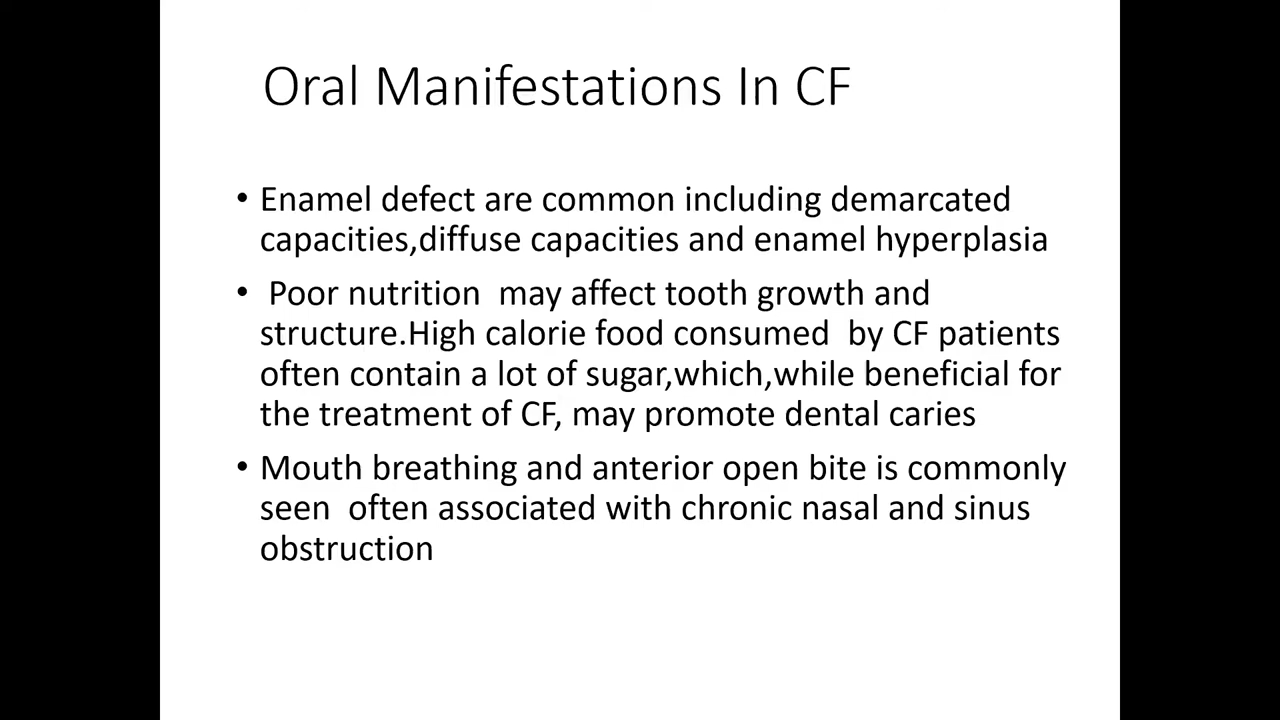 Oral Manifestations In CF
• Enamel defect are common including demarcated
capacities,diffuse capacities and enamel hyperplasia
• Poor nutrition  may affect tooth growth and
structure.High calorie food consumed  by CF patients
often contain a lot of sugar,which,while beneficial for
the treatment of CF, may promote dental caries
• Mouth breathing and anterior open bite is commonly
seen  often associated with chronic nasal and sinus
obstruction